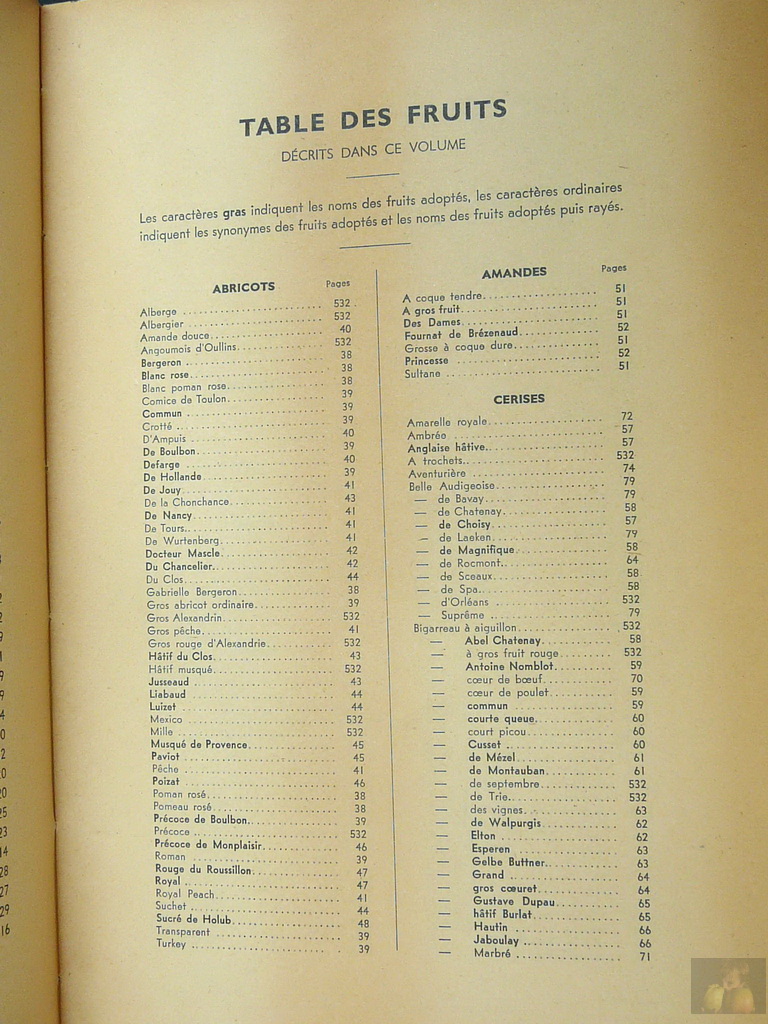 TABLE DES FRUITS
DÉCRITS DANS CE VOLUME
Les caractères gras indiquent les noms des fruits adoptés, les caractères ordinaires
indiquent les synonymes des fruits adoptés et les noms des fruits adoptés puis rayés.
ABRICOTS Pages
Alberge 532
Albergier 532
Amande douce 40
Angoumois d'Oullins 532
Bergeron 38
Blanc rose 38
Blanc poman rose 38
Comice de Toulon 39
Commun 39
Crotté 39
D'Ampuis 40
De Boulbon 39
Defarge 40
De Hollande 39
De Jouy 41
De la Chonchance 43
De Nancy 41
De Tours 41
De Wurtenberg 41
Docteur Mascle 42
Du Chancelier 42
Du Clos 44
Gabrielle Bergeron 38
Gros abricot ordinaire 39
Gros Alexandrin 532
Gros pêche 41
Gros rouge d'Alexandrie 532
Hâtif du Clos 43
Hâtif musqué 532
Jusseaud 43
Liabaud 44
Luizet 44
Mexico 532
Mille 532
Musqué de Provence 45
Paviot 45
Pêche 41
Poizat 46
Poman rosé 38
Pomeau rosé 38
Précoce de Boulbon 39
Précoce 532
Précoce de Monplaisir 46
Roman 39
Rouge du Roussillon 47
Royal 47
Royal Peach 41
Suchet 44
Sucré de Holub 48
Transparent 39
Turkey 39
AMANDES Pages
A coque tendre 51
A gros fruit 51
Des Dames 51
Fournat de Brézenaud 52
Grosse à coque dure 51
Princesse 52
Sultane 51
CERISES
Amarelle royale 72
Ambrée 57
Anglaise hâtive 57
A trochets 532
Aventurière 74
Belle Audigeoise 79
— de Bavay 79
— de Chatenay 58
— de Choisy 57
— de Laeken 79
— de Magnifique 58
— de Rocmont 64
— de Sceaux 58
— de Spa 58
— d'Orléans 532
— Suprême 79
Bigarreau à aiguillon 532
— Abel Chatenay 58
— à gros fruit rouge 532
— Antoine Nomblot 59
— cœur de bœuf 70
— cœur de poulet 59
— commun 59
— courte queue 60
— court picou 60
— Cusset 60
— de Mézel 61
— de Montauban 61
— de septembre 532
— de Trie 532
— des vignes 63
— de Walpurgis 62
— Elton 62
— Esperen 63
— Gelbe Buttner 63
— Grand 64
— gros cœuret 64
— Gustave Dupau 65
— hâtif Burlat 65
— Hautin 66
— Jaboulay 66
— Marbré 71